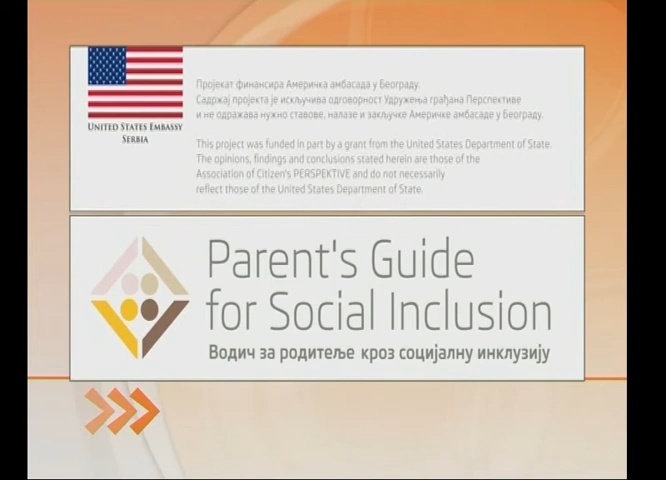 UNITED STATES EMBASSY
SERBIA
Пројекат финансира Америчка амбасада у Београду.
Садржај пројекта је искључива одговорност Удружења грађана Перспективе
и не одражава нужно ставове, налазе и закључке Америчке амбасаде у Београду.
This project was funded in part by a grant from the United States Department of State.
The opinions, findings and conclusions stated herein are those of the
Association of Citizen's PERSPEKTIVE and do not necessarily
reflect those of the United States Department of State.
Parent's Guide
for Social Inclusion
Водич за родитеље кроз социјалну инклузију